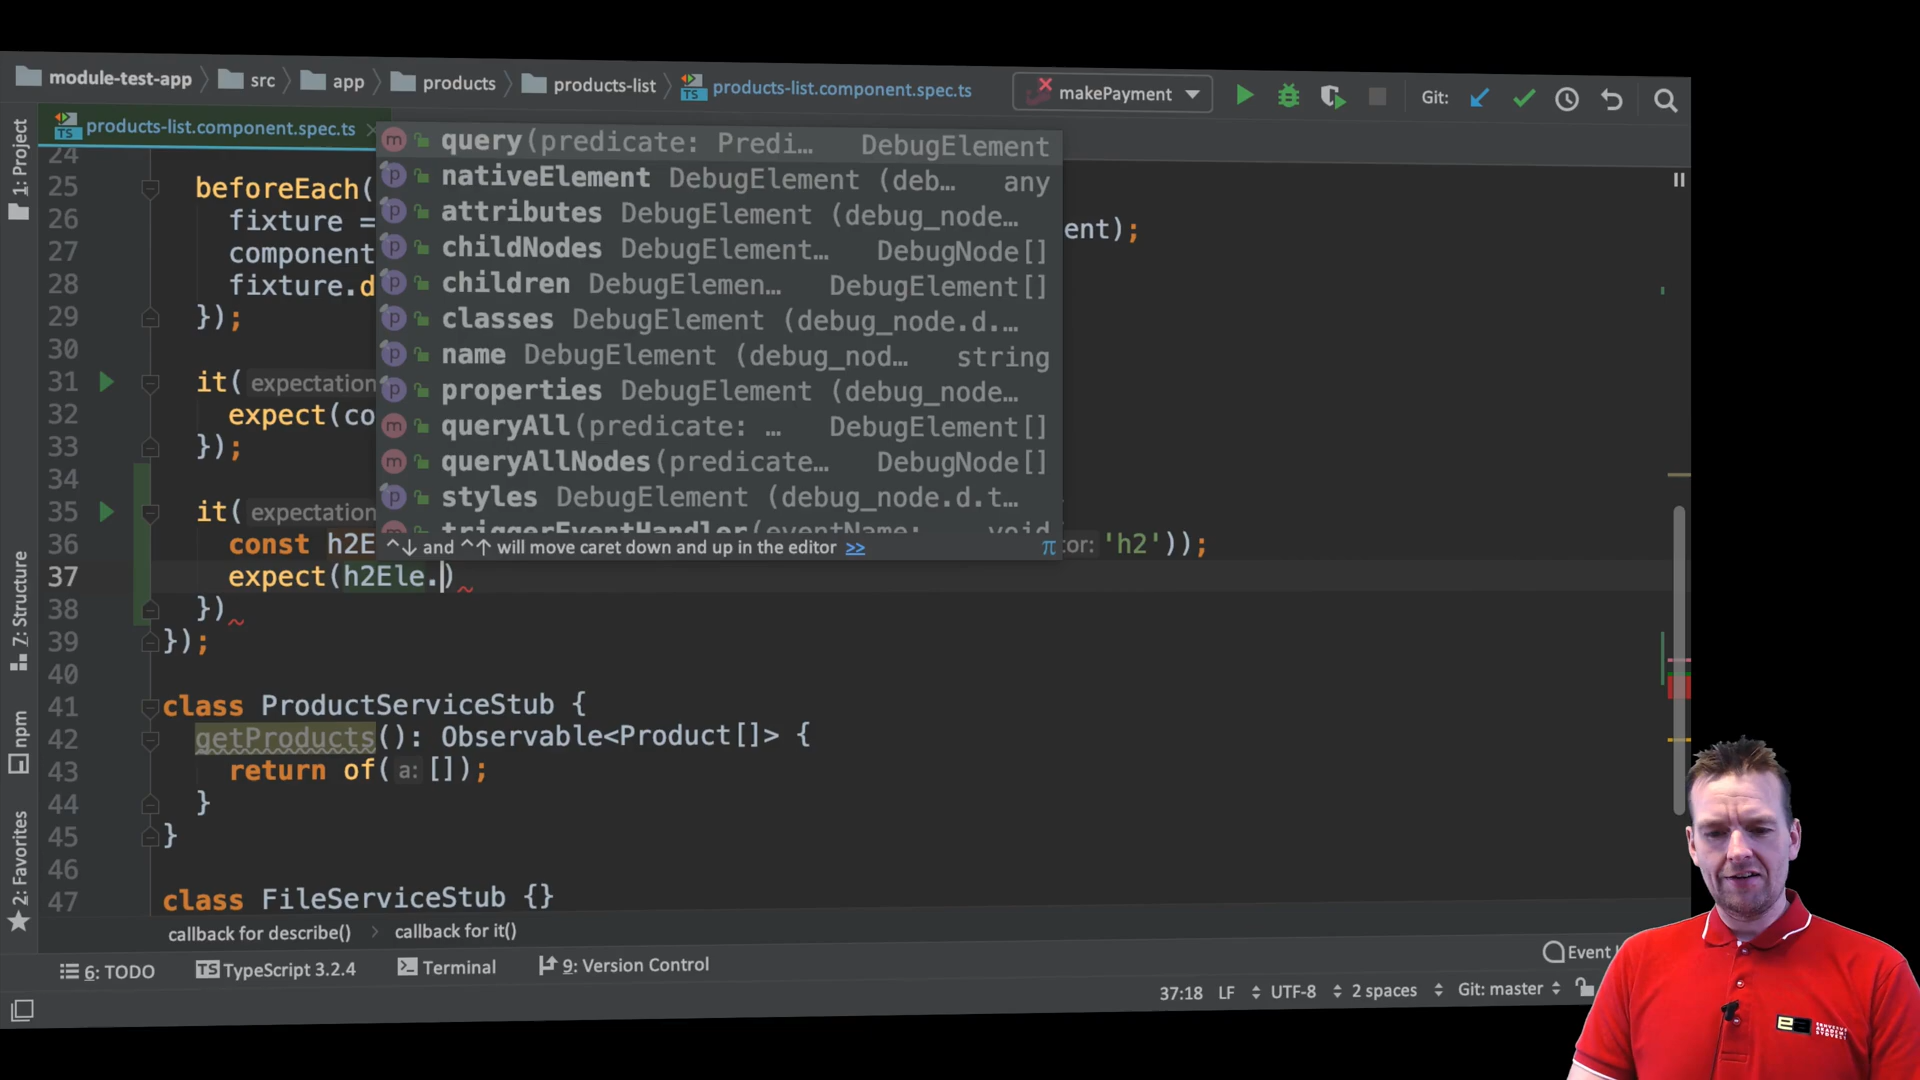 module-test-app
src
app
products
products-list
products-list.component.spec.ts
makePayment
Git:
products-list.component.spec.ts
1: Project
7: Structure
npm
2: Favorites
24
25 beforeEach(
26 fixture =
27 component ent);
28 fixture.d
29 });
30
31 it( expectation
32 expect(co
33 });
34
35 it( expectation
36 const h2E tor: 'h2'));
37 expect(h2Ele.)
38 })
39 });
40
41 class ProductServiceStub {
42 getProducts(): Observable<Product[]> {
43 return of( a: []);
44 }
45 }
46
47 class FileServiceStub {}
m query(predicate: Predi… DebugElement
p nativeElement DebugElement (deb… any
p attributes DebugElement (debug_node…
p childNodes DebugElement… DebugNode[]
p children DebugElemen… DebugElement[]
p classes DebugElement (debug_node.d.…
p name DebugElement (debug_nod… string
p properties DebugElement (debug_node…
m queryAll(predicate: … DebugElement[]
m queryAllNodes(predicate… DebugNode[]
p styles DebugElement (debug_node.d.t…
m triggerEventHandler(eventName: void
^↓ and ^↑ will move caret down and up in the editor >> π
callback for describe() > callback for it()
6: TODO
TypeScript 3.2.4
Terminal
9: Version Control
Event
37:18 LF UTF-8 2 spaces Git: master